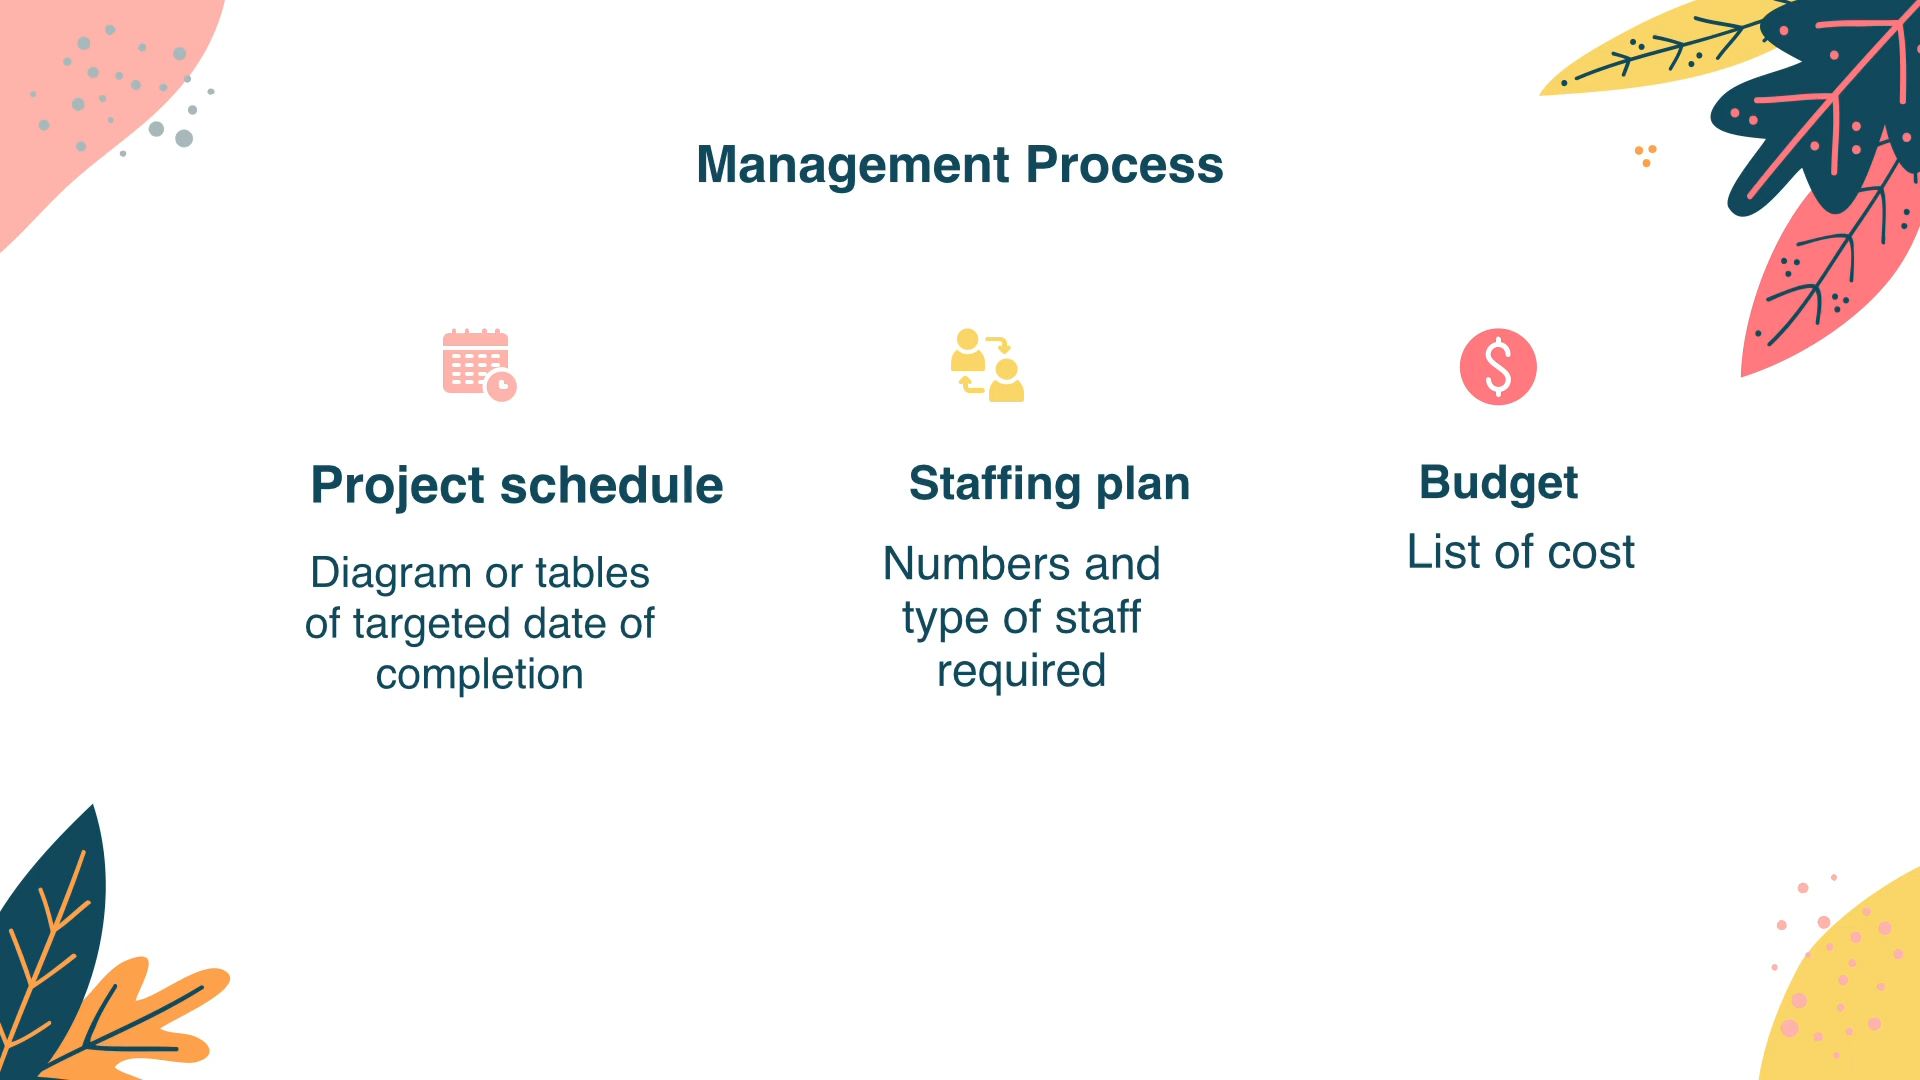 Management Process
Project schedule
Diagram or tables
of targeted date of
completion
Staffing plan
Numbers and
type of staff
required
Budget
List of cost